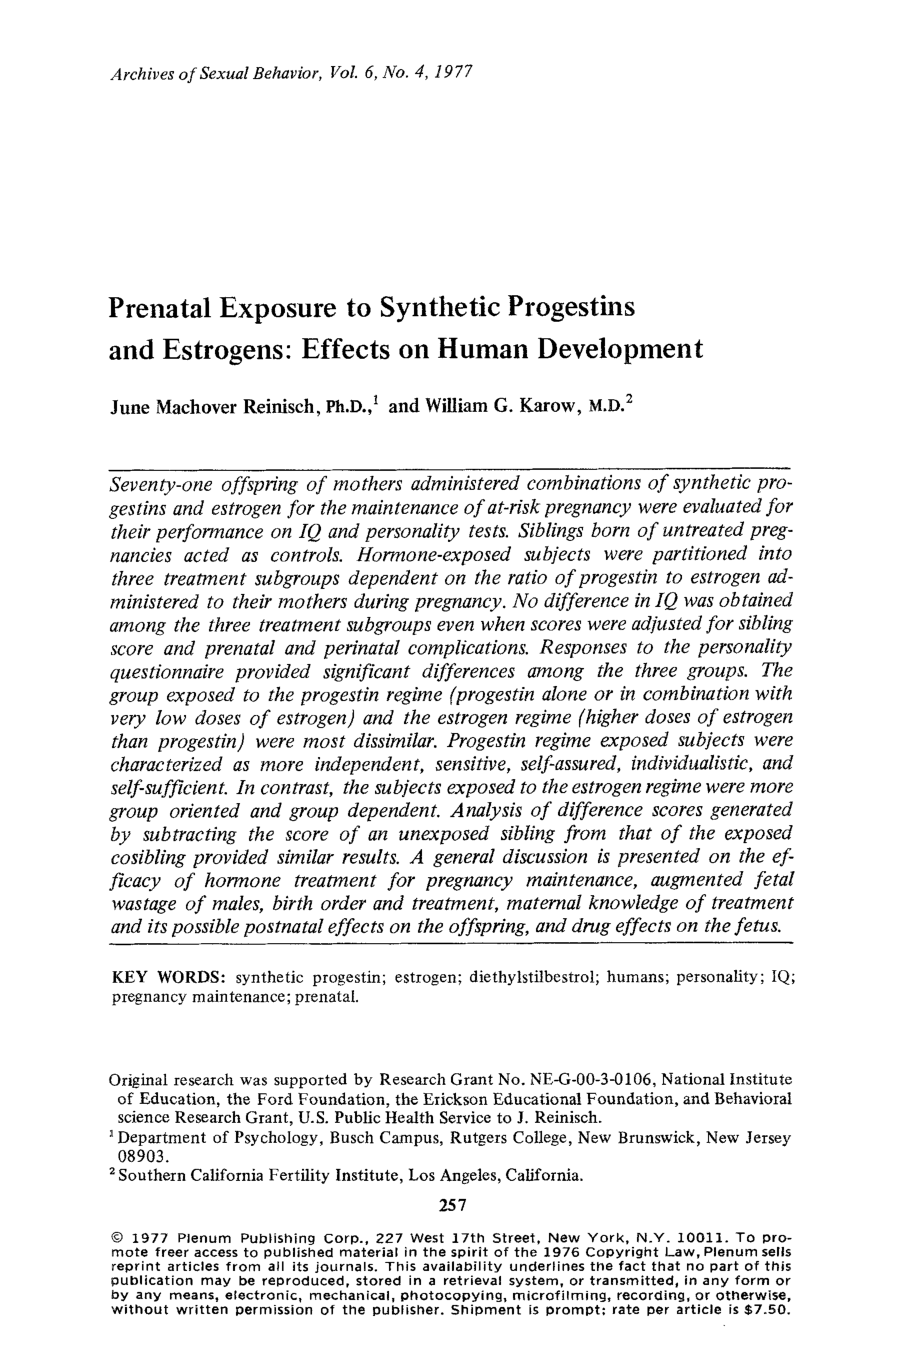 Archives of Sexual Behavior, Vol. 6, No. 4, 1977
Prenatal Exposure to Synthetic Progestins
and Estrogens: Effects on Human Development
June Machover Reinisch, Ph.D.,¹ and William G. Karow, M.D.²
Seventy-one offspring of mothers administered combinations of synthetic pro-
gestins and estrogen for the maintenance of at-risk pregnancy were evaluated for
their performance on IQ and personality tests. Siblings born of untreated preg-
nancies acted as controls. Hormone-exposed subjects were partitioned into
three treatment subgroups dependent on the ratio of progestin to estrogen ad-
ministered to their mothers during pregnancy. No difference in IQ was obtained
among the three treatment subgroups even when scores were adjusted for sibling
score and prenatal and perinatal complications. Responses to the personality
questionnaire provided significant differences among the three groups. The
group exposed to the progestin regime (progestin alone or in combination with
very low doses of estrogen) and the estrogen regime (higher doses of estrogen
than progestin) were most dissimilar. Progestin regime exposed subjects were
characterized as more independent, sensitive, self-assured, individualistic, and
self-sufficient. In contrast, the subjects exposed to the estrogen regime were more
group oriented and group dependent. Analysis of difference scores generated
by subtracting the score of an unexposed sibling from that of the exposed
cosibling provided similar results. A general discussion is presented on the ef-
ficacy of hormone treatment for pregnancy maintenance, augmented fetal
wastage of males, birth order and treatment, maternal knowledge of treatment
and its possible postnatal effects on the offspring, and drug effects on the fetus.
KEY WORDS: synthetic progestin; estrogen; diethylstilbestrol; humans; personality; IQ;
pregnancy maintenance; prenatal.
Original research was supported by Research Grant No. NE-G-00-3-0106, National Institute
of Education, the Ford Foundation, the Erickson Educational Foundation, and Behavioral
science Research Grant, U.S. Public Health Service to J. Reinisch.
¹ Department of Psychology, Busch Campus, Rutgers College, New Brunswick, New Jersey
08903.
² Southern California Fertility Institute, Los Angeles, California.
257
© 1977 Plenum Publishing Corp., 227 West 17th Street, New York, N.Y. 10011. To pro-
mote freer access to published material in the spirit of the 1976 Copyright Law, Plenum sells
reprint articles from all its journals. This availability underlines the fact that no part of this
publication may be reproduced, stored in a retrieval system, or transmitted, in any form or
by any means, electronic, mechanical, photocopying, microfilming, recording, or otherwise,
without written permission of the publisher. Shipment is prompt; rate per article is $7.50.